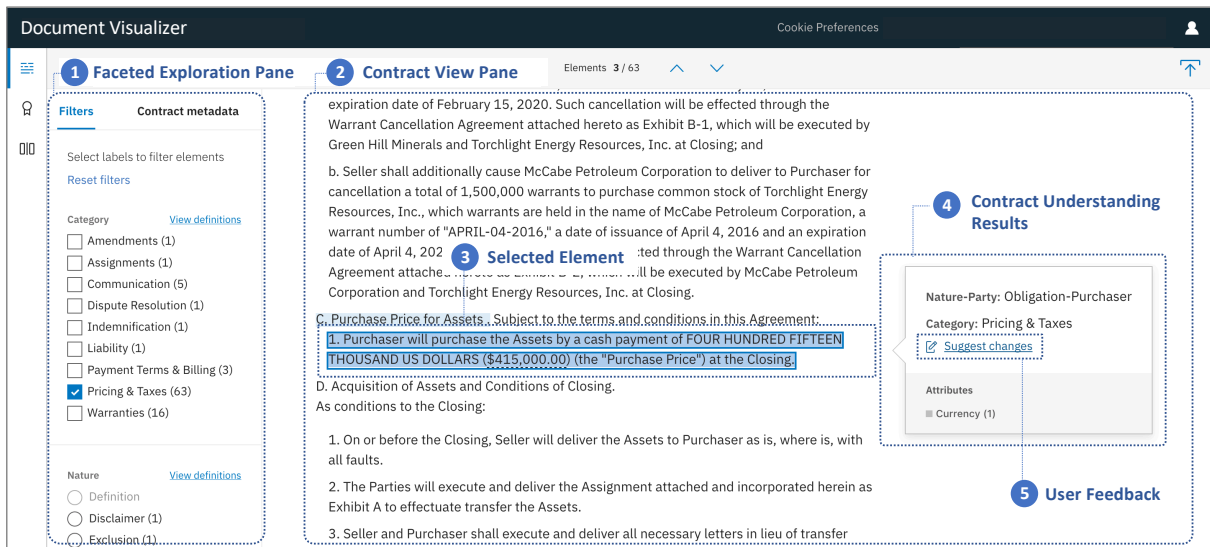 Document Visualizer
Cookie Preferences
1 Faceted Exploration Pane
2 Contract View Pane
Elements 3 / 63
Filters
Contract metadata
Select labels to filter elements
Reset filters
Category
View definitions
Amendments (1)
Assignments (1)
Communication (5)
Dispute Resolution (1)
Indemnification (1)
Liability (1)
Payment Terms & Billing (3)
Pricing & Taxes (63)
Warranties (16)
Nature
View definitions
Definition
Disclaimer (1)
Exclusion (1)
expiration date of February 15, 2020. Such cancellation will be effected through the
Warrant Cancellation Agreement attached hereto as Exhibit B-1, which will be executed by
Green Hill Minerals and Torchlight Energy Resources, Inc. at Closing; and
b. Seller shall additionally cause McCabe Petroleum Corporation to deliver to Purchaser for
cancellation a total of 1,500,000 warrants to purchase common stock of Torchlight Energy
Resources, Inc., which warrants are held in the name of McCabe Petroleum Corporation, a
warrant number of "APRIL-04-2016," a date of issuance of April 4, 2016 and an expiration
date of April 4, 202 cted through the Warrant Cancellation
3 Selected Element
Agreement attached be executed by McCabe Petroleum
Corporation and Torchlight Energy Resources, Inc. at Closing.
C. Purchase Price for Assets . Subject to the terms and conditions in this Agreement:
1. Purchaser will purchase the Assets by a cash payment of FOUR HUNDRED FIFTEEN
THOUSAND US DOLLARS ($415,000.00) (the "Purchase Price") at the Closing.
D. Acquisition of Assets and Conditions of Closing.
As conditions to the Closing:
1. On or before the Closing, Seller will deliver the Assets to Purchaser as is, where is, with
all faults.
2. The Parties will execute and deliver the Assignment attached and incorporated herein as
Exhibit A to effectuate transfer the Assets.
3. Seller and Purchaser shall execute and deliver all necessary letters in lieu of transfer
4 Contract Understanding
Results
Nature-Party: Obligation-Purchaser
Category: Pricing & Taxes
Suggest changes
Attributes
Currency (1)
5 User Feedback